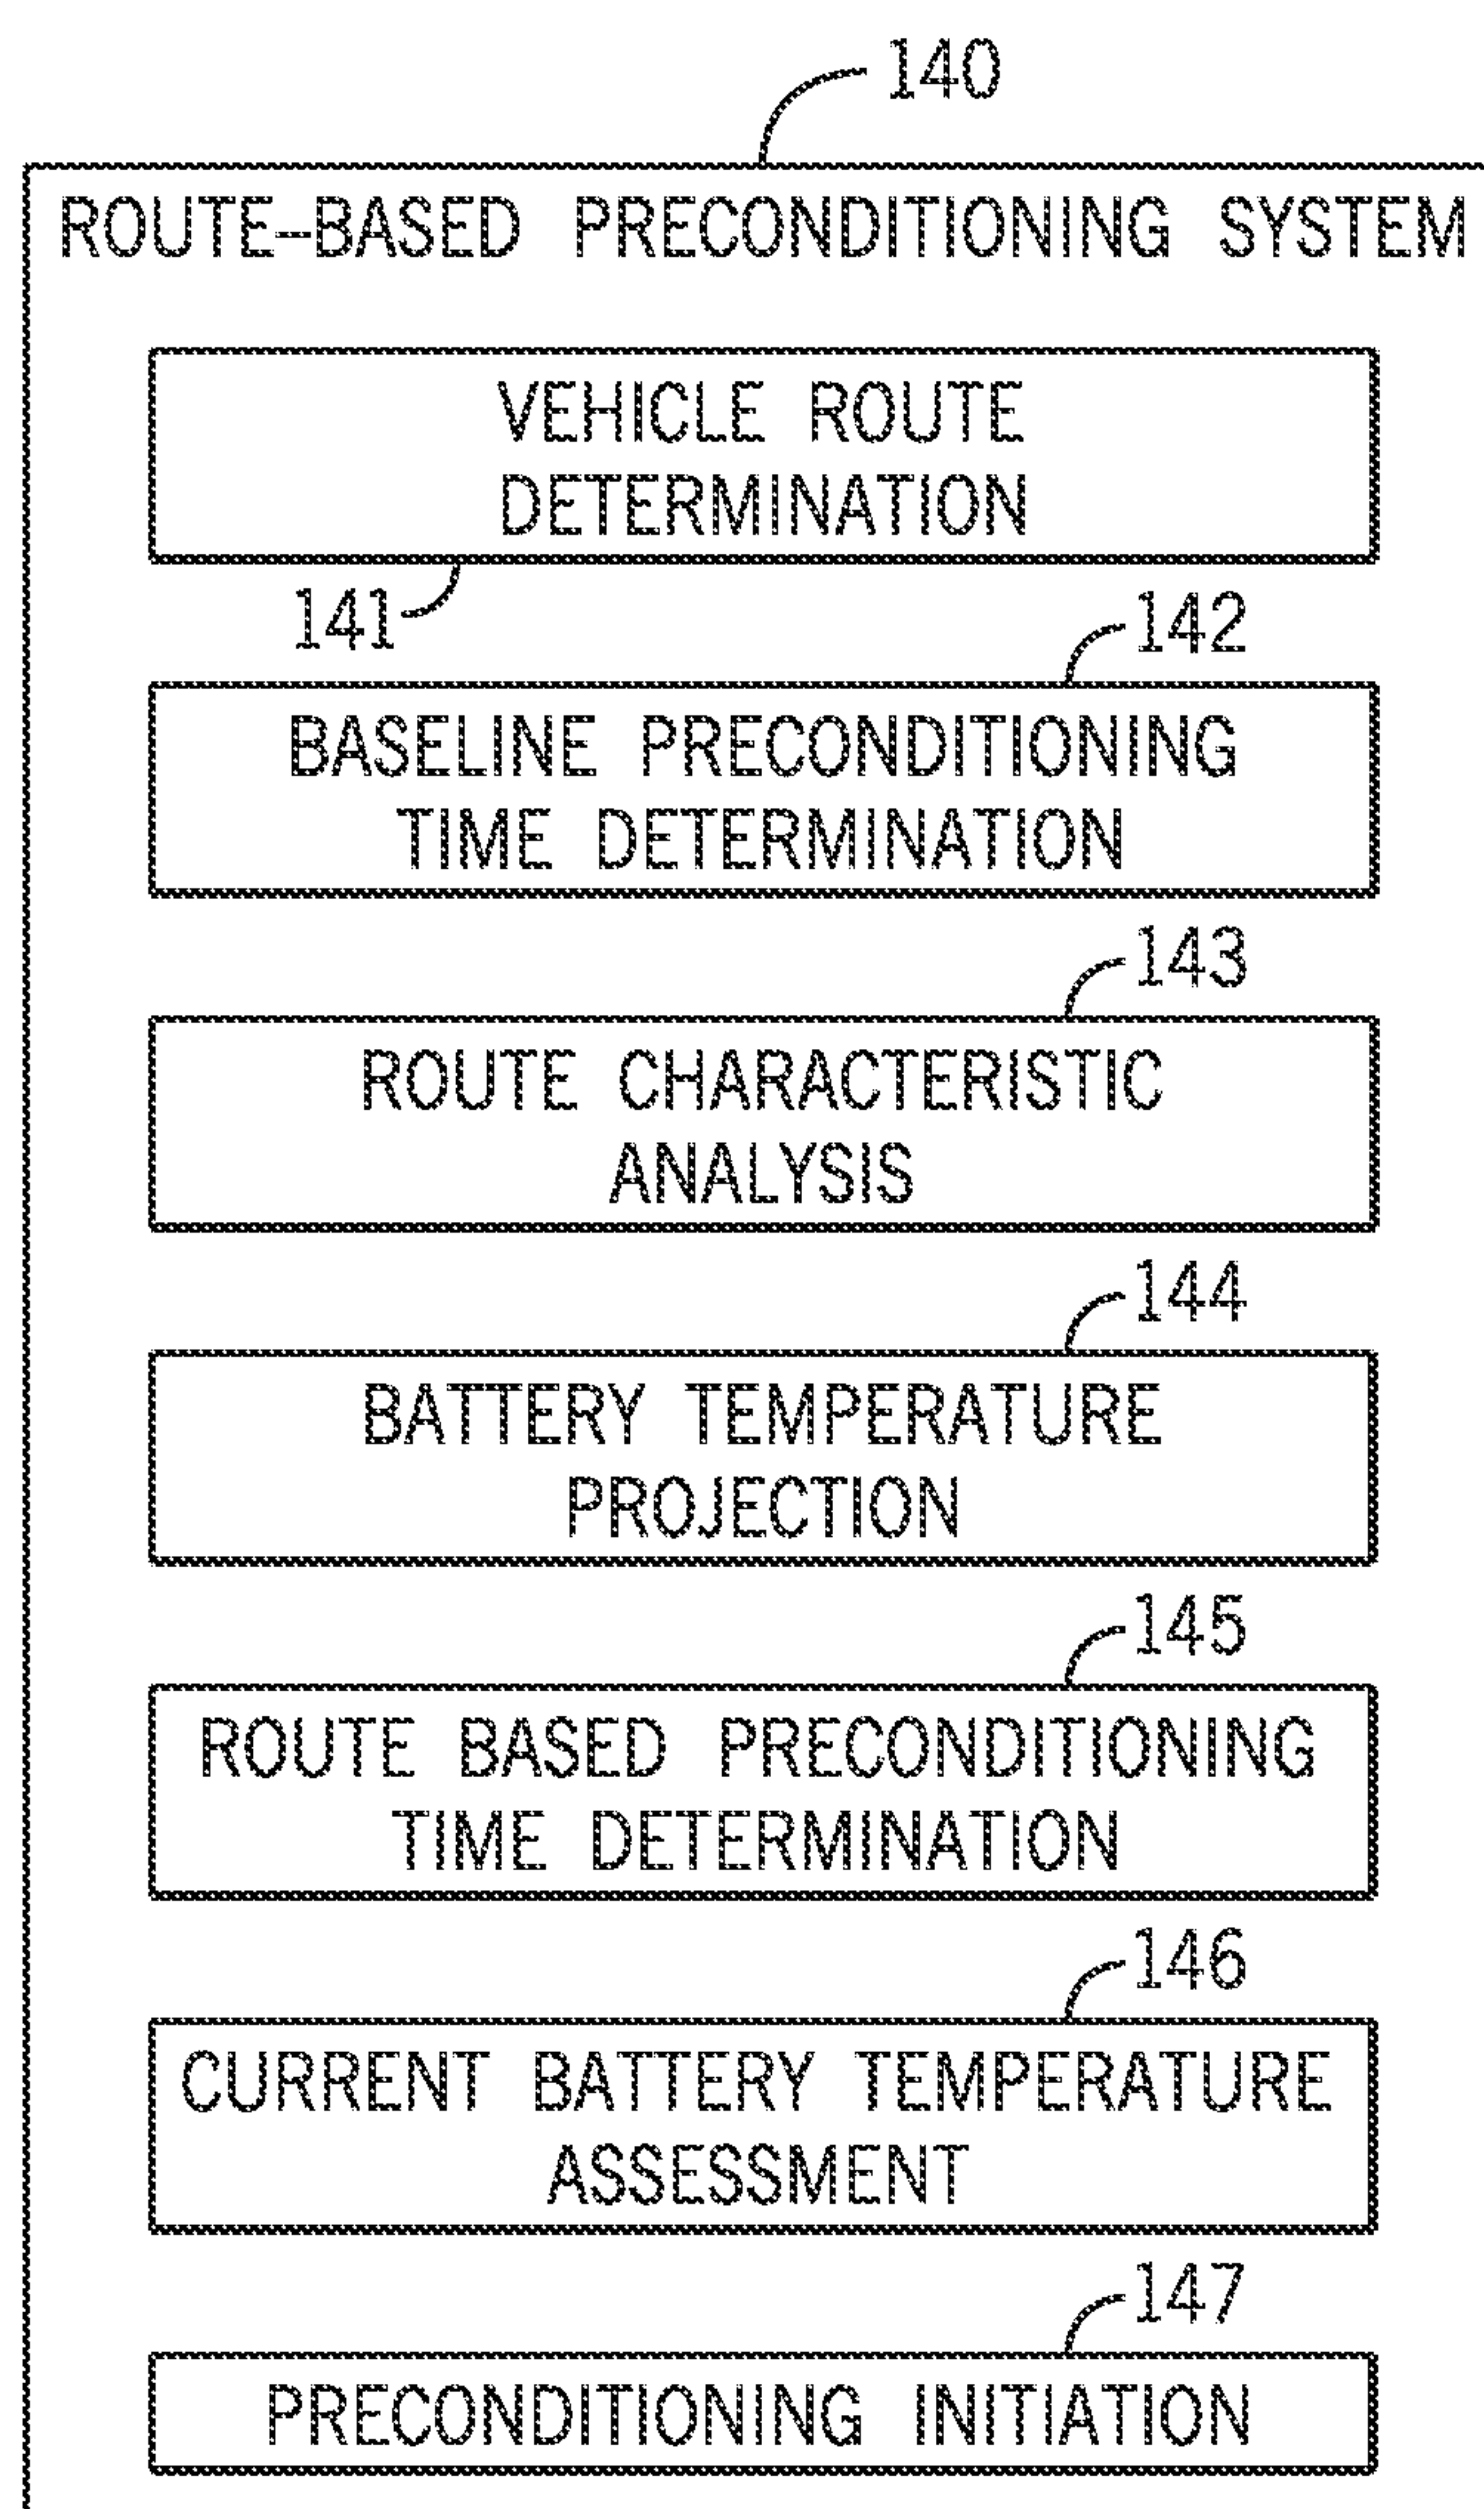 140
ROUTE-BASED PRECONDITIONING SYSTEM
VEHICLE ROUTE
DETERMINATION
141
142
BASELINE PRECONDITIONING
TIME DETERMINATION
143
ROUTE CHARACTERISTIC
ANALYSIS
144
BATTERY TEMPERATURE
PROJECTION
145
ROUTE BASED PRECONDITIONING
TIME DETERMINATION
146
CURRENT BATTERY TEMPERATURE
ASSESSMENT
147
PRECONDITIONING INITIATION